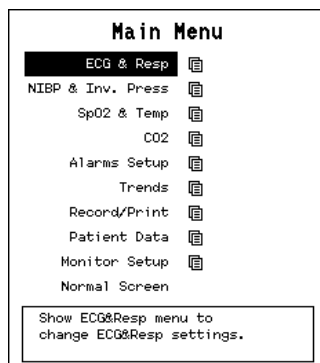 Main Menu
ECG & Resp
NIBP & Inv. Press
SpO2 & Temp
CO2
Alarms Setup
Trends
Record/Print
Patient Data
Monitor Setup
Normal Screen
Show ECG&Resp menu to
change ECG&Resp settings.